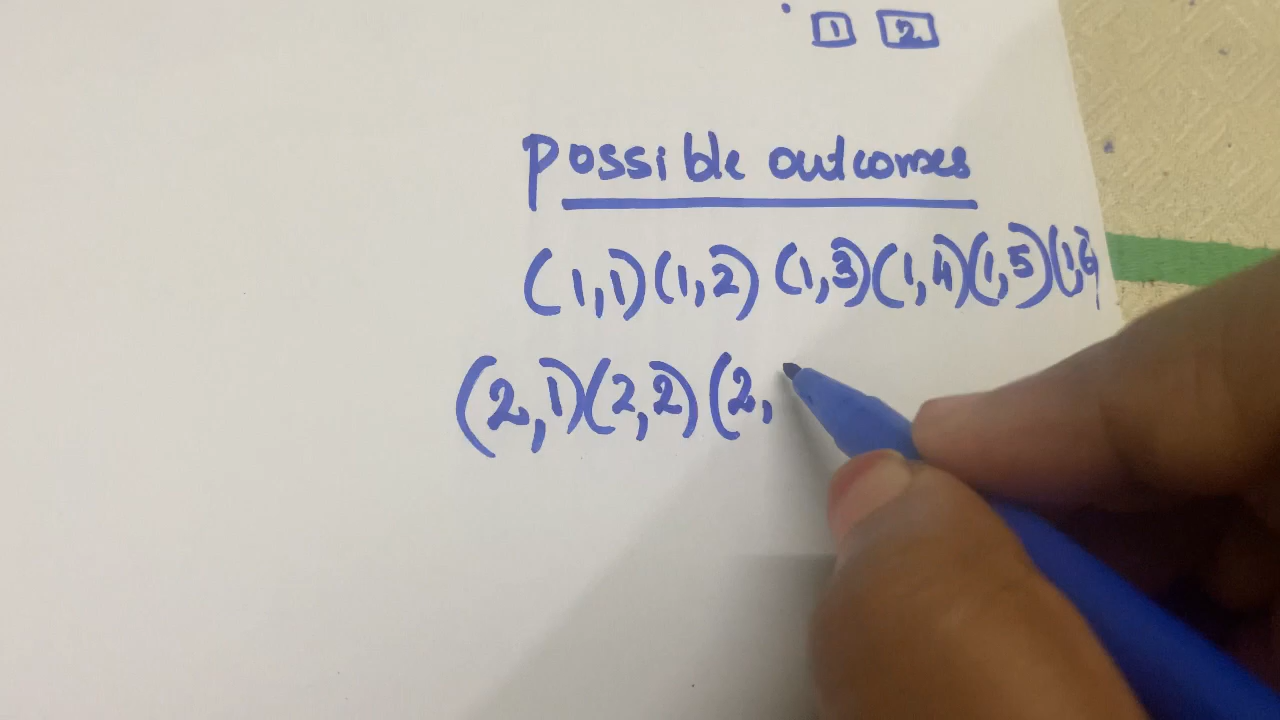 1 2
Possible outcomes
(1,1) (1,2) (1,3) (1,4) (1,5) (1,6)
(2,1) (2,2) (2,